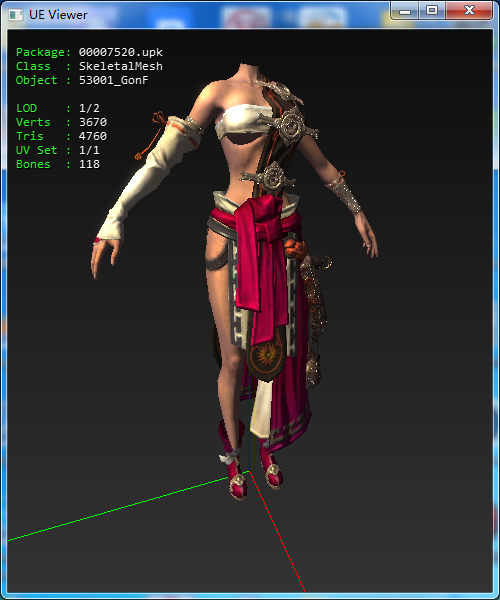 UE Viewer
Package: 00007520.upk
Class : SkeletalMesh
Object : 53001_GonF
LOD : 1/2
Verts : 3670
Tris : 4760
UV Set : 1/1
Bones : 118